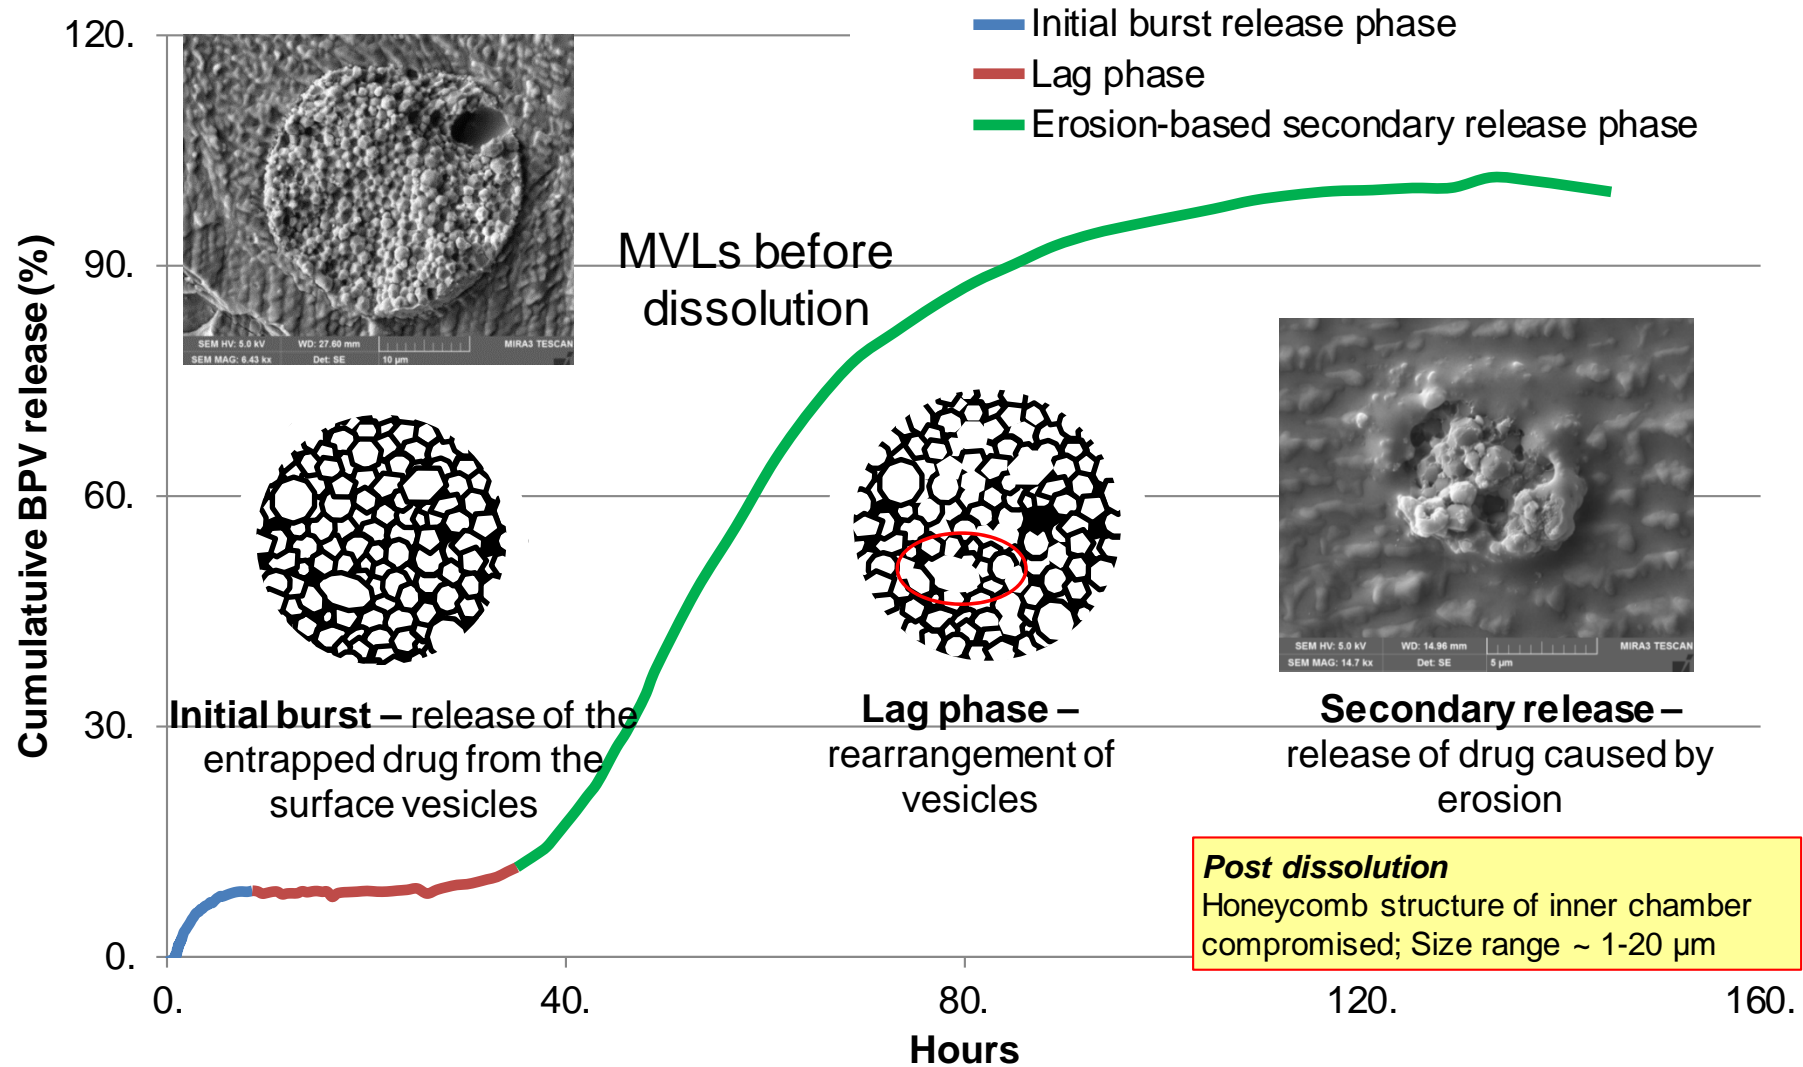 Initial burst release phase
Lag phase
Erosion-based secondary release phase
120.
90.
60.
30.
0.
Cumulatuive BPV release (%)
SEM HV: 5.0 kV WD: 27.60 mm MIRA3 TESCAN
SEM MAG: 6.43 kx Det: SE 10 µm
MVLs before
dissolution
SEM HV: 5.0 kV WD: 14.96 mm MIRA3 TESCAN
SEM MAG: 14.7 kx Det: SE 5 µm
Initial burst – release of the
entrapped drug from the
surface vesicles
Lag phase –
rearrangement of
vesicles
Secondary release –
release of drug caused by
erosion
Post dissolution
Honeycomb structure of inner chamber
compromised; Size range ~ 1-20 µm
0. 40. 80. 120. 160.
Hours